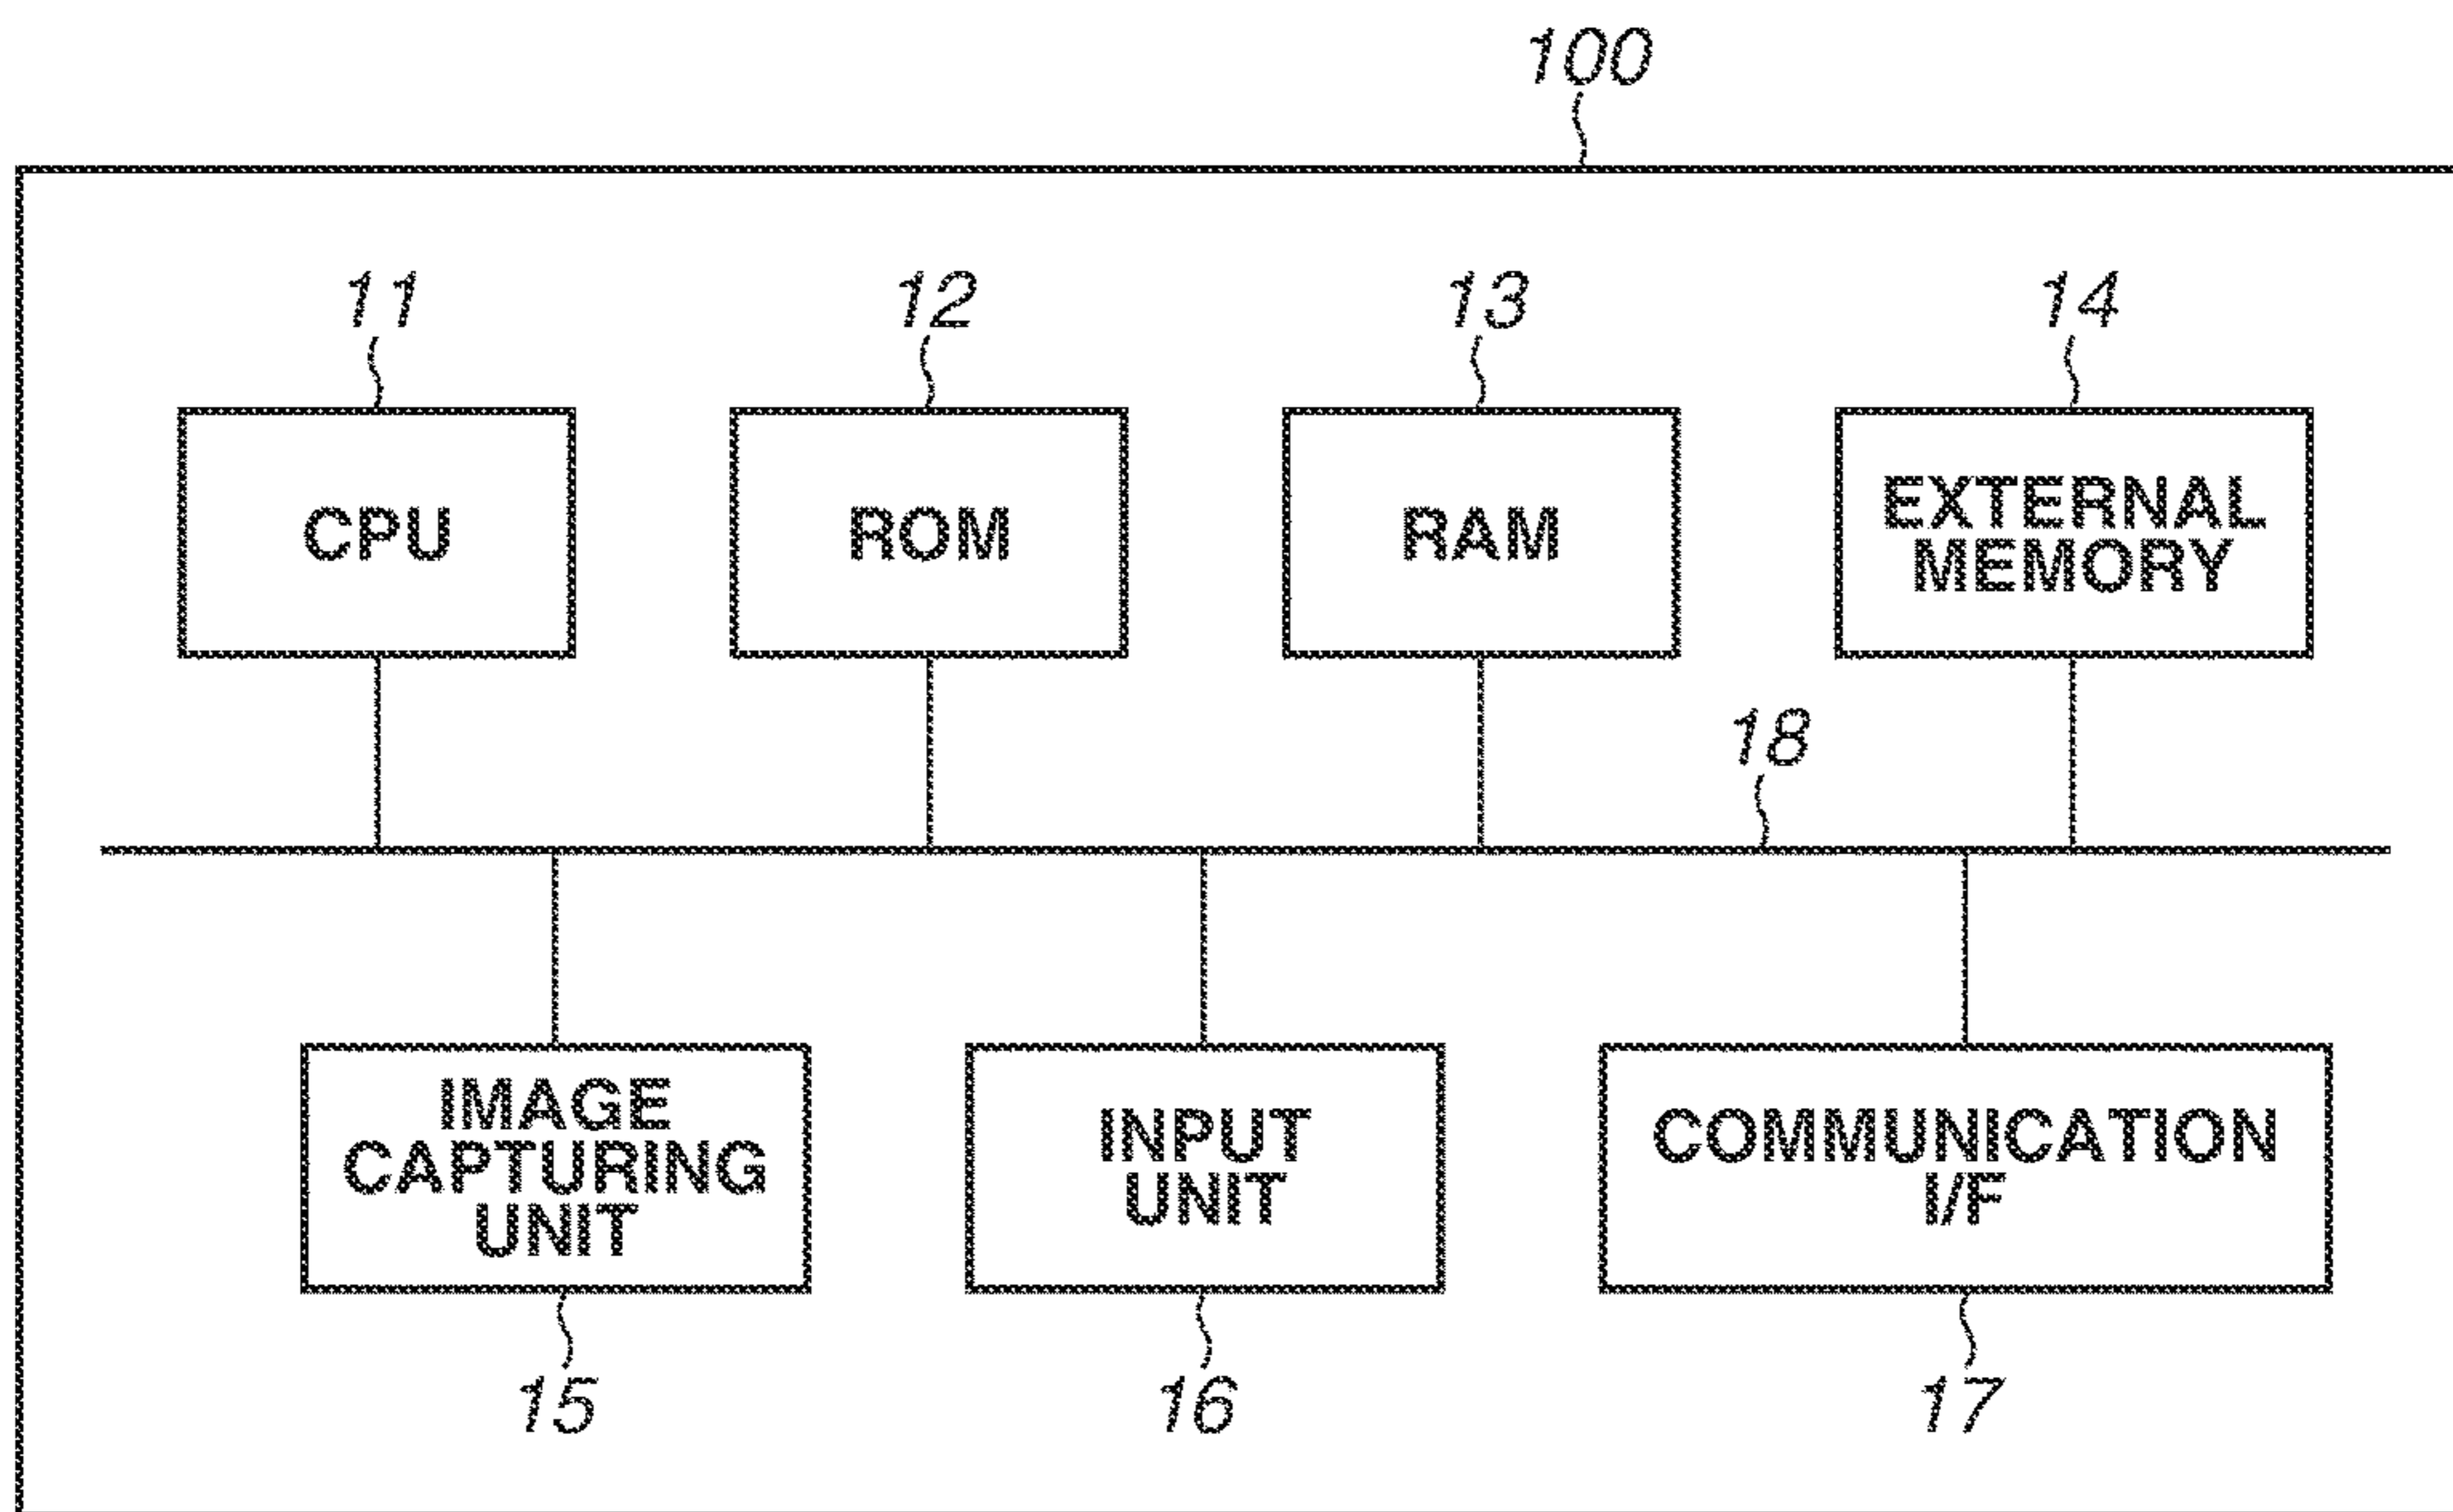 100
11
12
13
14
CPU
ROM
RAM
EXTERNAL
MEMORY
18
IMAGE
CAPTURING
UNIT
INPUT
UNIT
COMMUNICATION
I/F
15
16
17